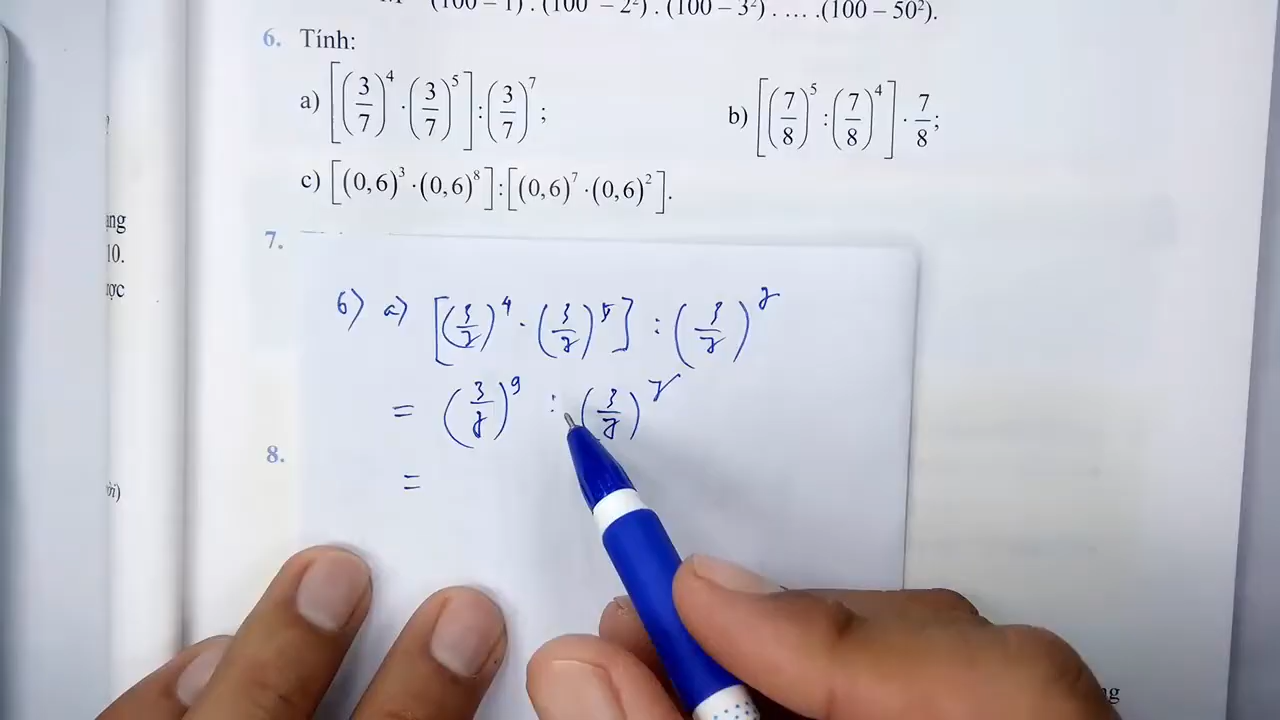 (100 – 1) . (100 – 2²) . (100 – 3²) . … .(100 – 50²).
6. Tính:
a) [(3/7)⁴ · (3/7)⁵] : (3/7)⁷;
b) [(7/8)⁵ : (7/8)⁴] · 7/8;
c) [(0,6)³ · (0,6)⁸] : [(0,6)⁷ · (0,6)²].
7.
10.
8.
6) a) [(3/7)⁴ · (3/7)⁵] : (3/7)⁷
= (3/7)⁹ : (3/7)⁷
=